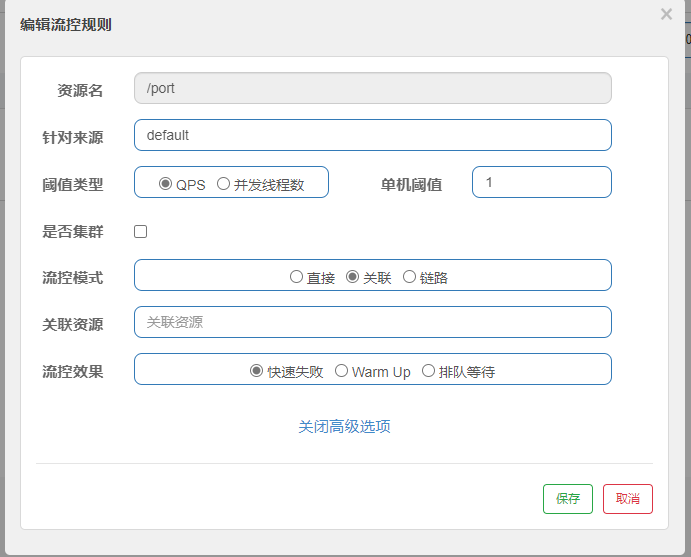 编辑流控规则
×
0
资源名 /port
针对来源 default
阈值类型 QPS 并发线程数 单机阈值 1
是否集群
流控模式 直接 关联 链路
关联资源 关联资源
流控效果 快速失败 Warm Up 排队等待
关闭高级选项
保存 取消